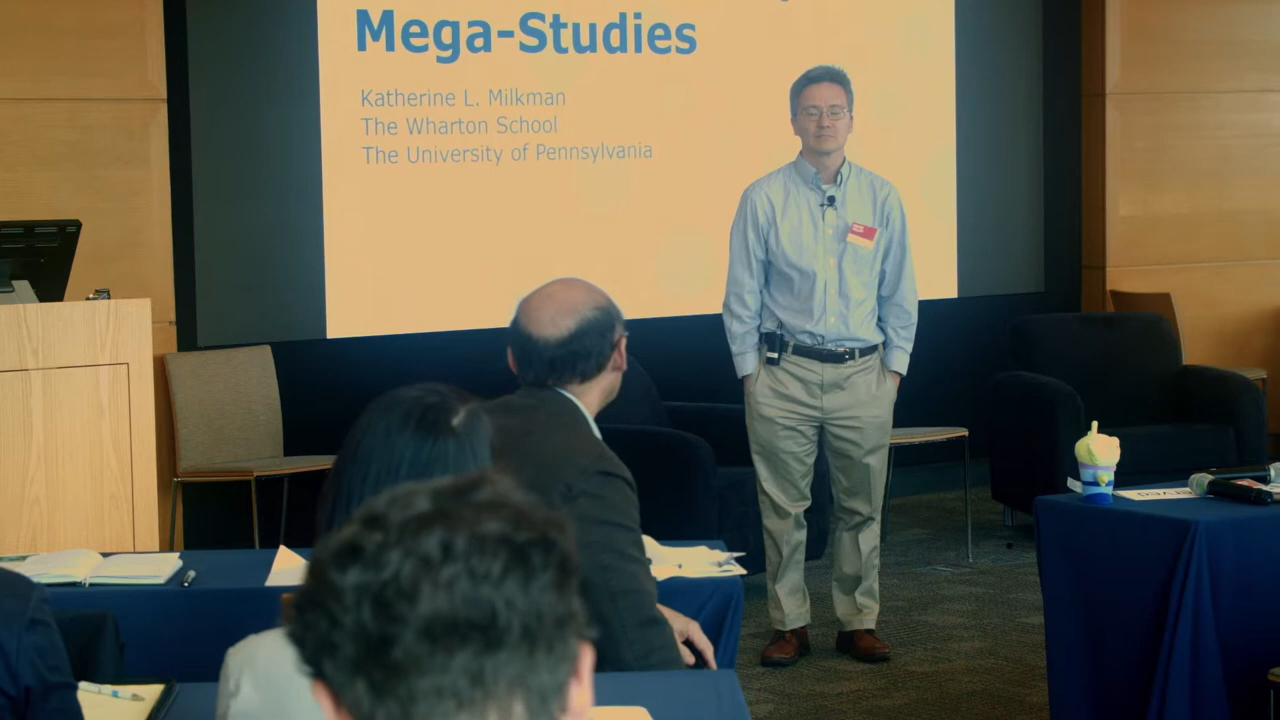 Mega-Studies
Katherine L. Milkman
The Wharton School
The University of Pennsylvania